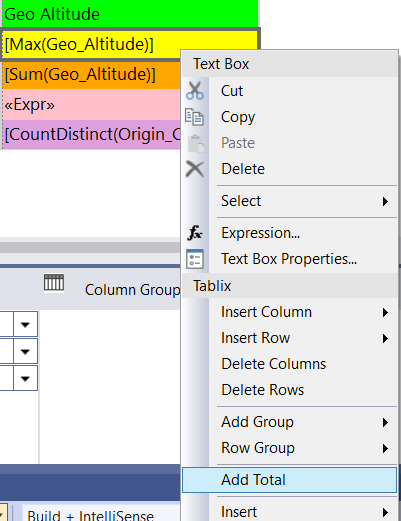 Geo Altitude
[Max(Geo_Altitude)]
Text Box
[Sum(Geo_Altitude)]
Cut
«Expr»
Copy
[CountDistinct(Origin_C
Paste
Delete
Select
Expression...
Text Box Properties...
Tablix
Column Group
Insert Column
Insert Row
Delete Columns
Delete Rows
Add Group
Row Group
Add Total
Insert
Build + IntelliSense